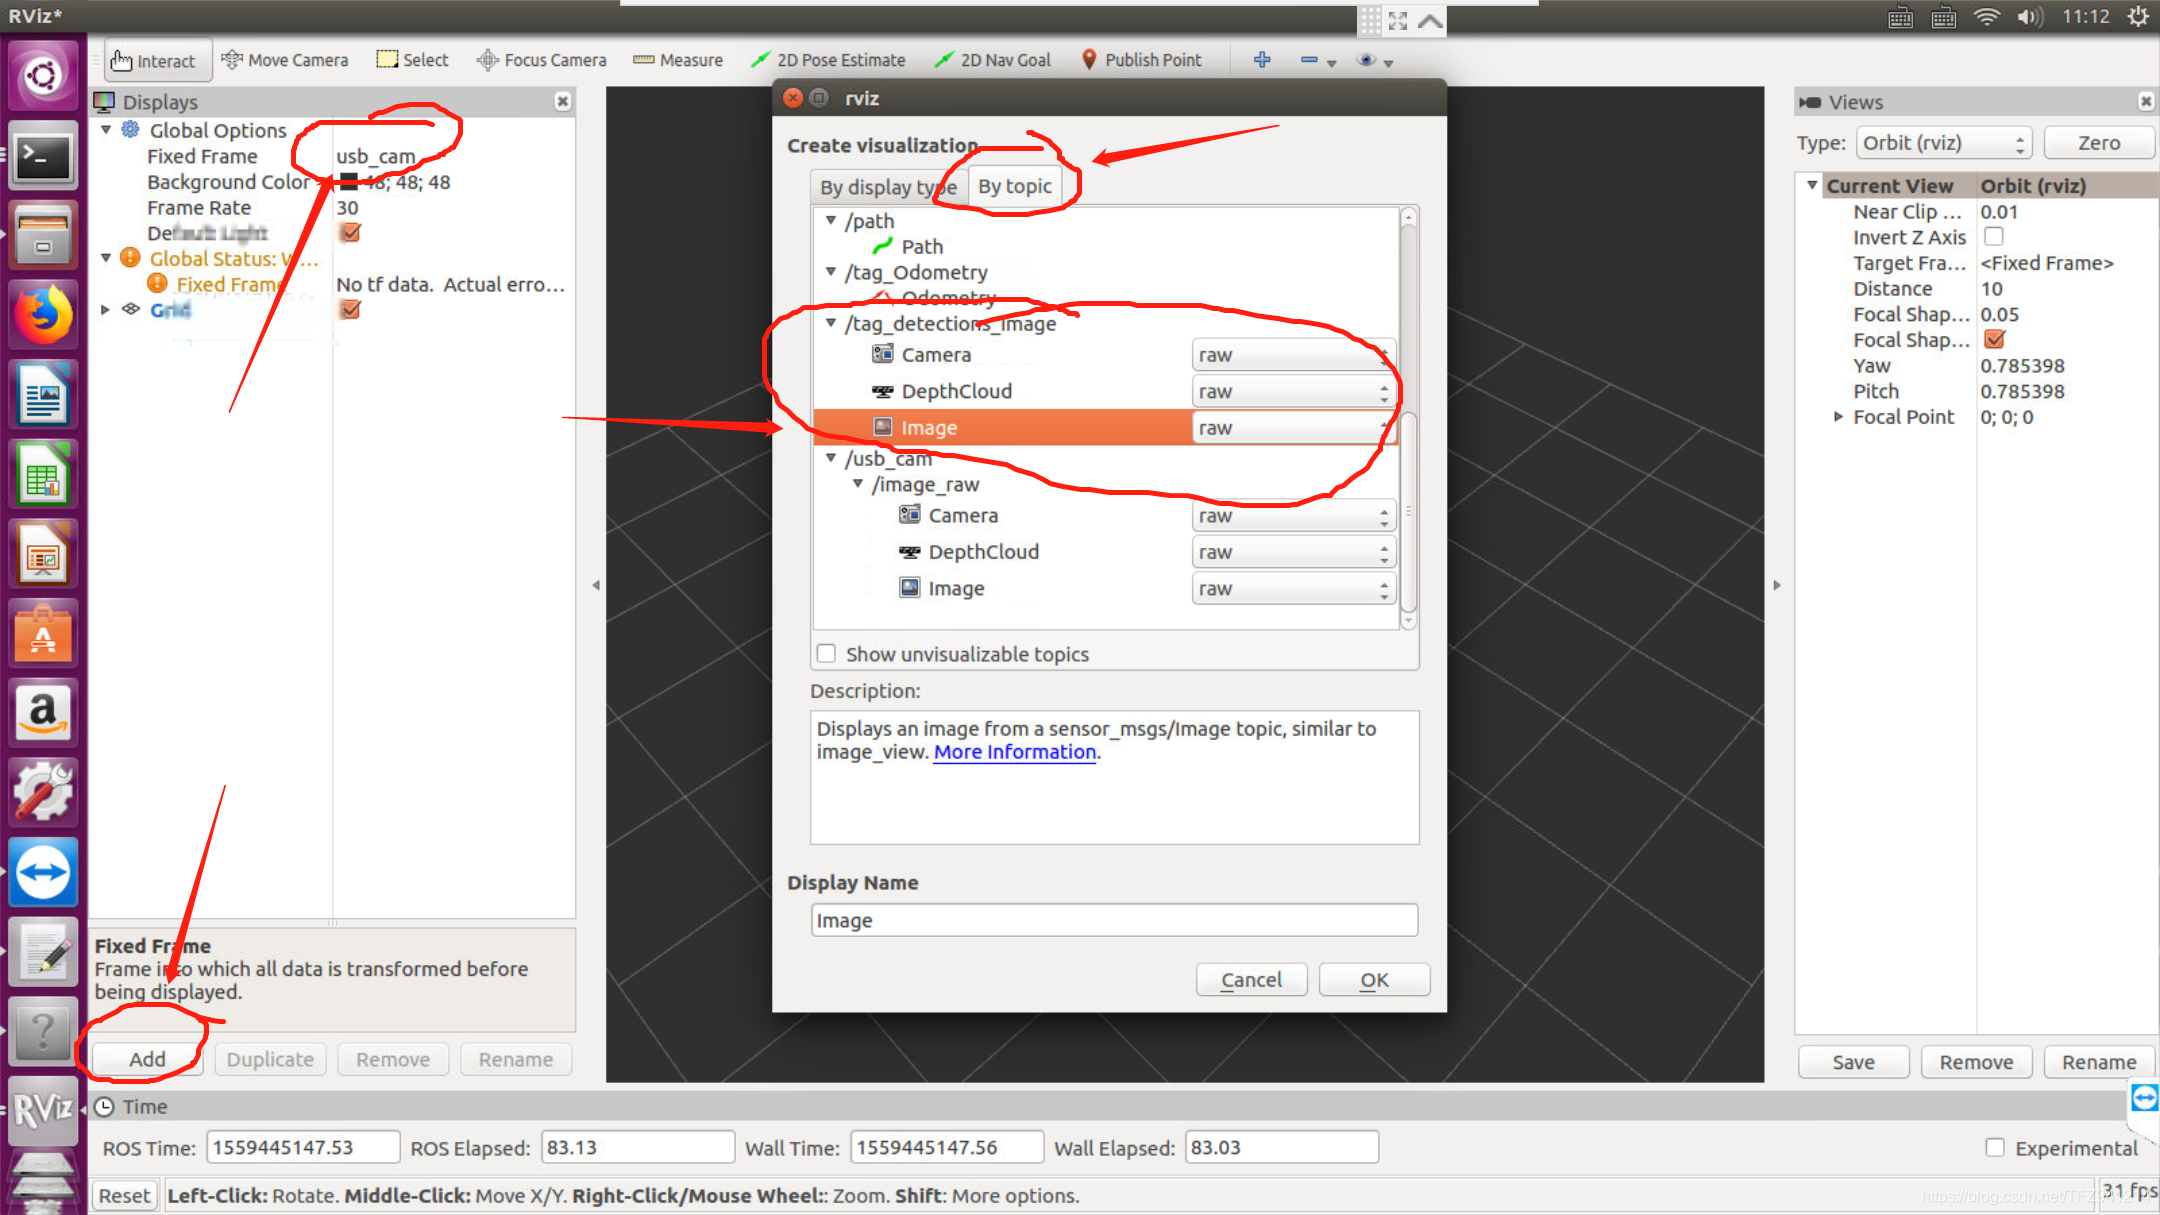 RViz*
11:12
Interact
Move Camera
Select
Focus Camera
Measure
2D Pose Estimate
2D Nav Goal
Publish Point
Displays
Global Options
Fixed Frame usb_cam
Background Color 48; 48; 48
Frame Rate 30
Default Light
Global Status: W...
Fixed Frame No tf data. Actual erro...
Grid
Fixed Frame
Frame into which all data is transformed before
being displayed.
Add
Duplicate
Remove
Rename
rviz
Create visualization
By display type
By topic
/path
Path
/tag_Odometry
Odometry
/tag_detections_image
Camera raw
DepthCloud raw
Image raw
/usb_cam
/image_raw
Camera raw
DepthCloud raw
Image raw
Show unvisualizable topics
Description:
Displays an image from a sensor_msgs/Image topic, similar to
image_view. More Information.
Display Name
Image
Cancel
OK
Views
Type: Orbit (rviz) Zero
Current View Orbit (rviz)
Near Clip ... 0.01
Invert Z Axis
Target Fra... <Fixed Frame>
Distance 10
Focal Shap... 0.05
Focal Shap...
Yaw 0.785398
Pitch 0.785398
Focal Point 0; 0; 0
Save
Remove
Rename
RViz
Time
ROS Time: 1559445147.53 ROS Elapsed: 83.13 Wall Time: 1559445147.56 Wall Elapsed: 83.03 Experimental
Reset Left-Click: Rotate. Middle-Click: Move X/Y. Right-Click/Mouse Wheel:: Zoom. Shift: More options.
31 fps